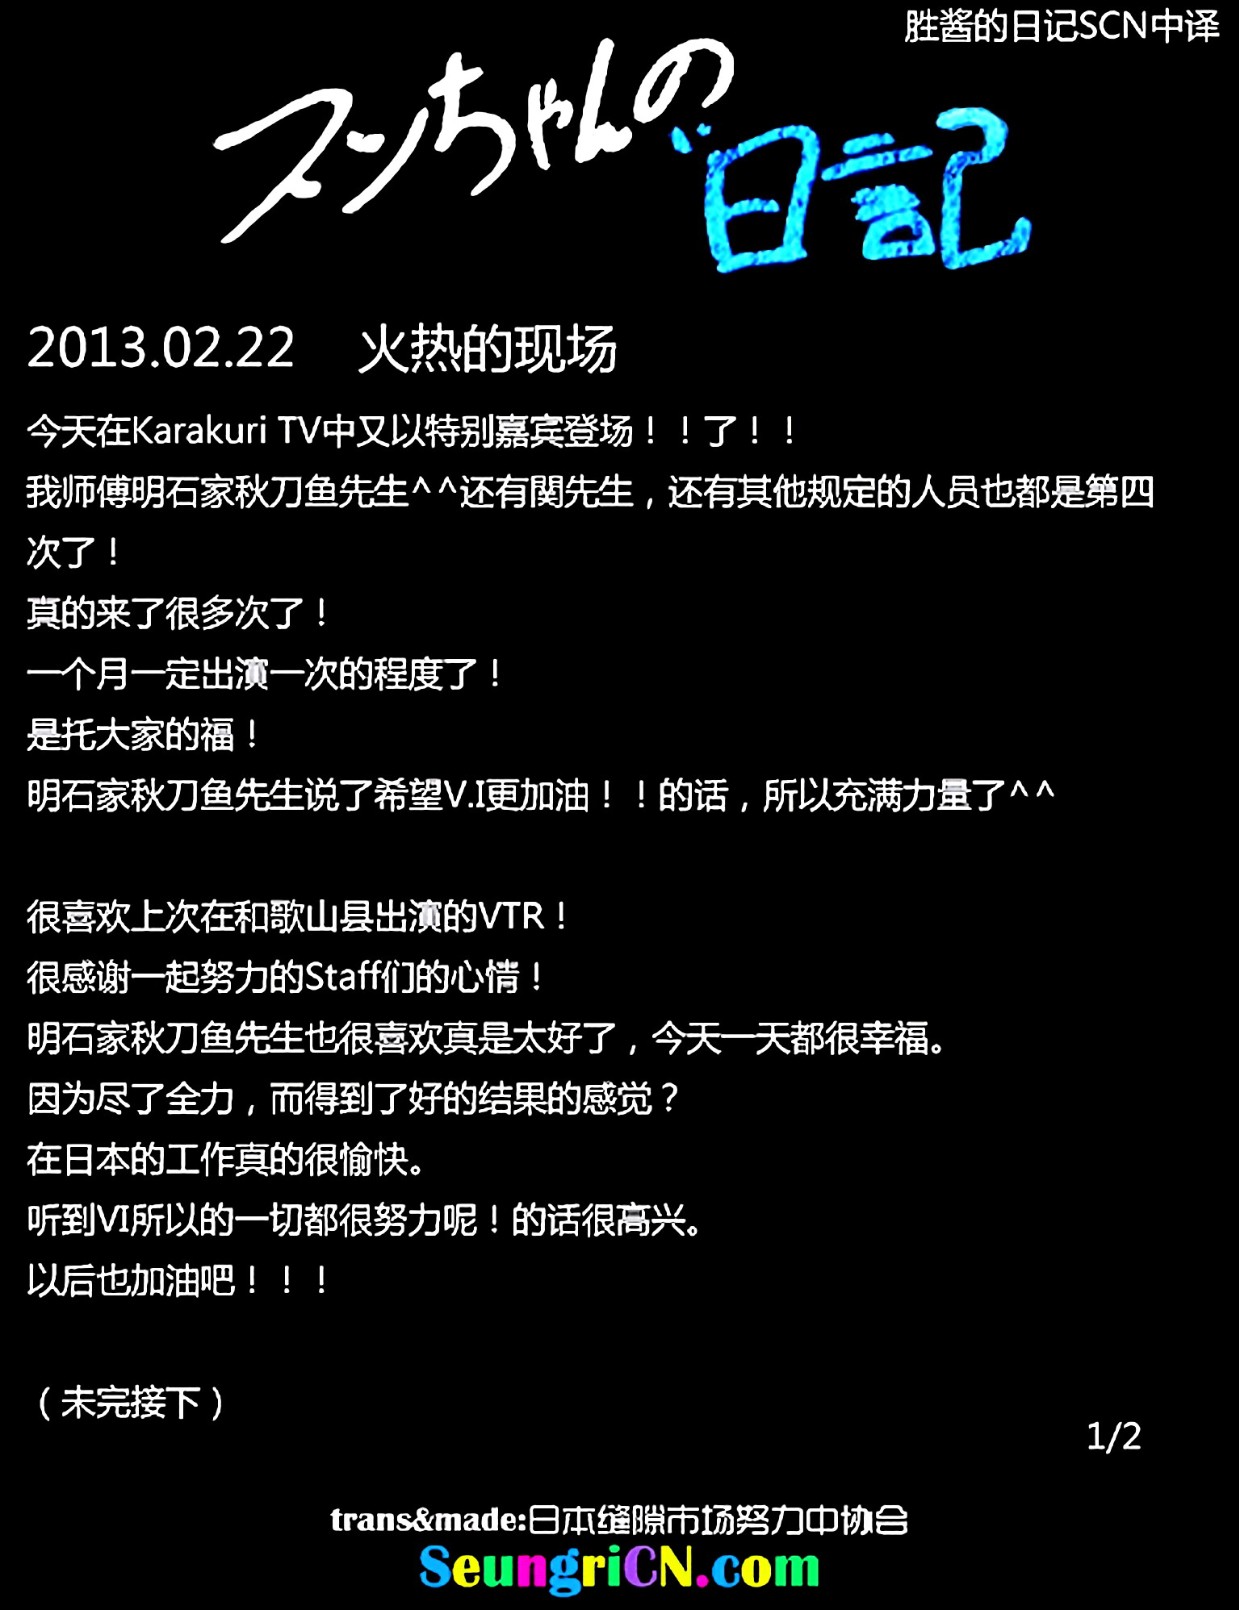 胜酱的日记SCN中译
スンちゃんの
日記
2013.02.22 火热的现场
今天在Karakuri TV中又以特别嘉宾登场！！了！！
我师傅明石家秋刀鱼先生^^还有関先生，还有其他规定的人员也都是第四
次了！
真的来了很多次了！
一个月一定出演一次的程度了！
是托大家的福！
明石家秋刀鱼先生说了希望V.I更加油！！的话，所以充满力量了^^
很喜欢上次在和歌山县出演的VTR！
很感谢一起努力的Staff们的心情！
明石家秋刀鱼先生也很喜欢真是太好了，今天一天都很幸福。
因为尽了全力，而得到了好的结果的感觉？
在日本的工作真的很愉快。
听到VI所以的一切都很努力呢！的话很高兴。
以后也加油吧！！！
（未完接下）
1/2
trans&made:日本缝隙市场努力中协会
SeungriCN.com